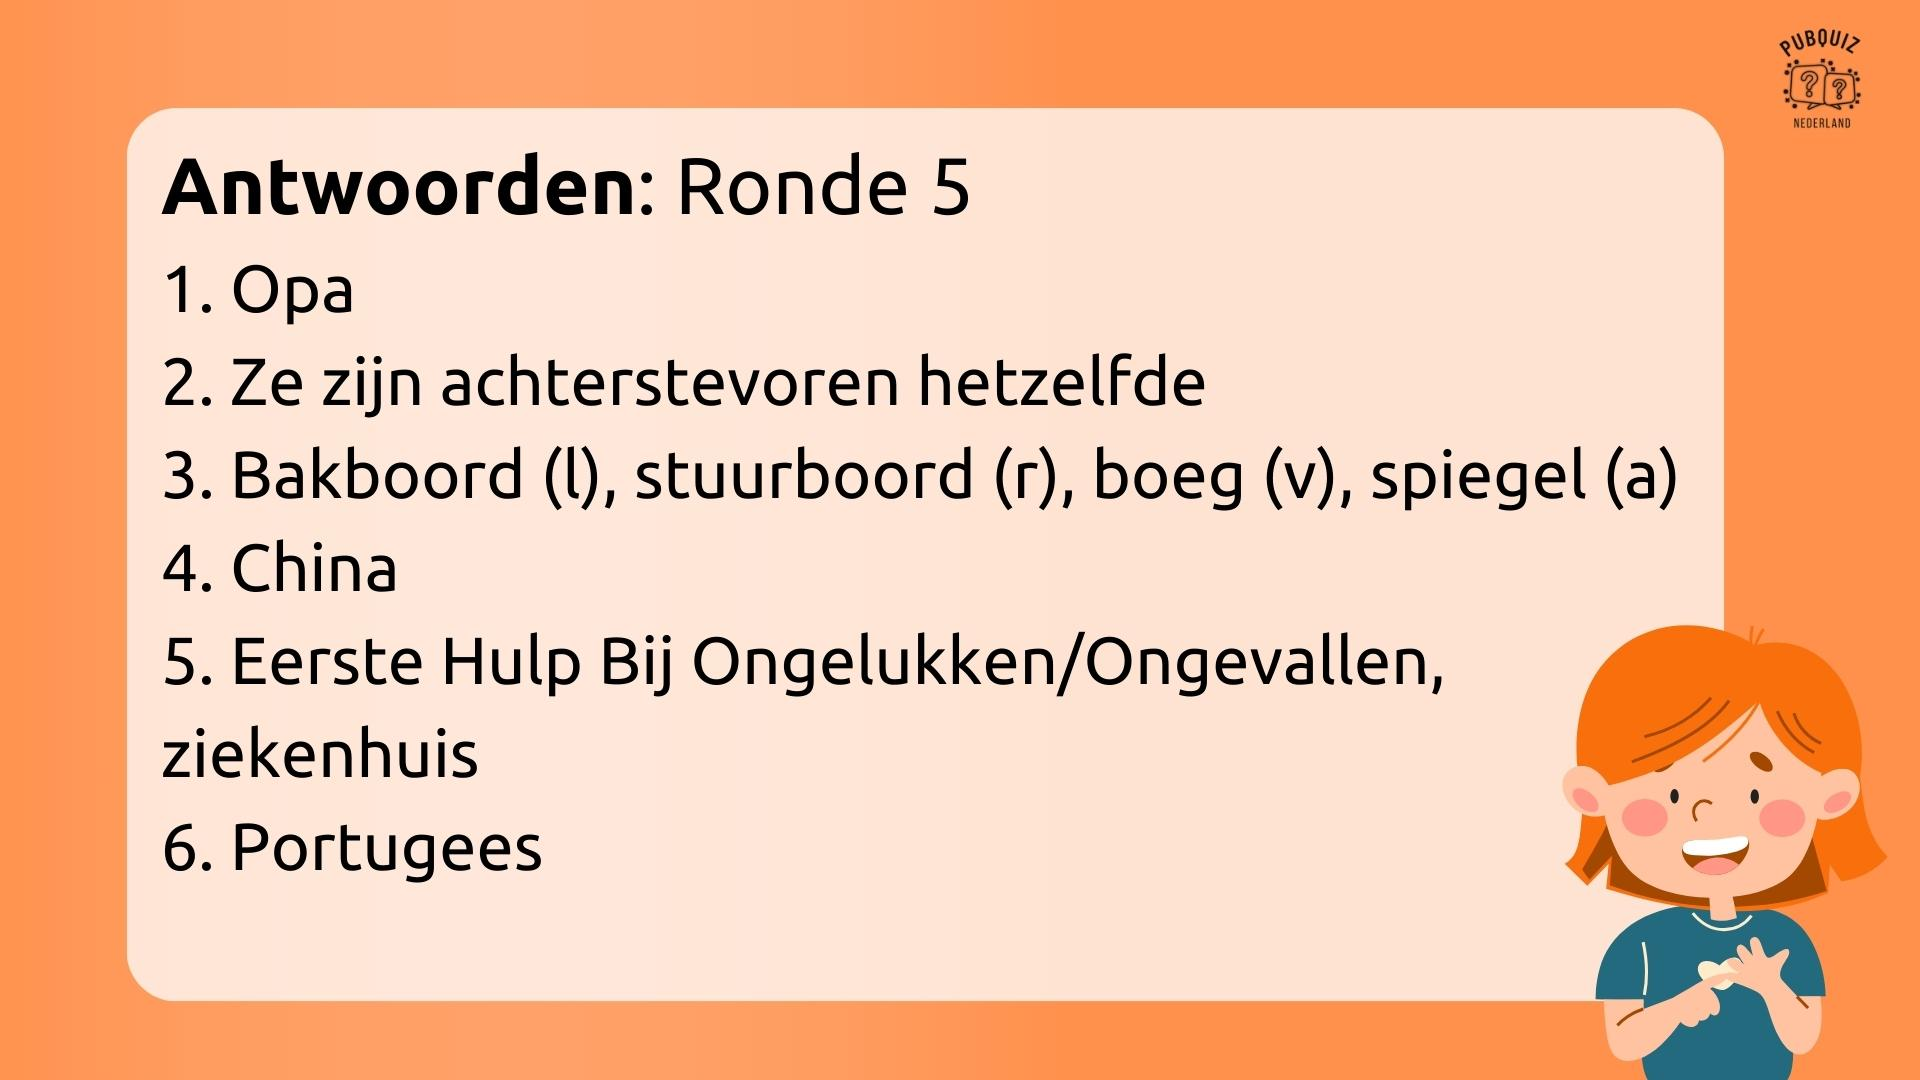 PUBQUIZ
? ?
NEDERLAND
Antwoorden: Ronde 5
1. Opa
2. Ze zijn achterstevoren hetzelfde
3. Bakboord (l), stuurboord (r), boeg (v), spiegel (a)
4. China
5. Eerste Hulp Bij Ongelukken/Ongevallen,
ziekenhuis
6. Portugees